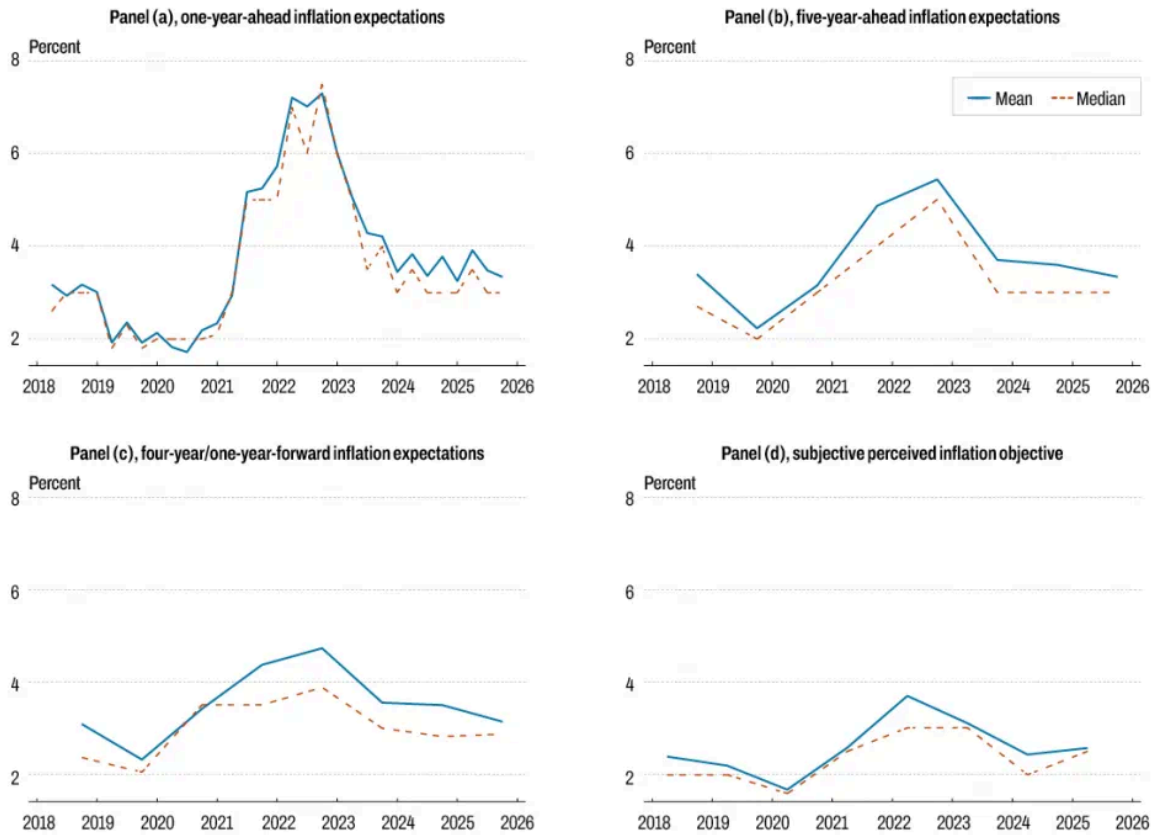 Panel (a), one-year-ahead inflation expectations
Percent
8
6
4
2
2018 2019 2020 2021 2022 2023 2024 2025 2026
Panel (b), five-year-ahead inflation expectations
Percent
8
Mean Median
6
4
2
2018 2019 2020 2021 2022 2023 2024 2025 2026
Panel (c), four-year/one-year-forward inflation expectations
Percent
8
6
4
2
2018 2019 2020 2021 2022 2023 2024 2025 2026
Panel (d), subjective perceived inflation objective
Percent
8
6
4
2
2018 2019 2020 2021 2022 2023 2024 2025 2026